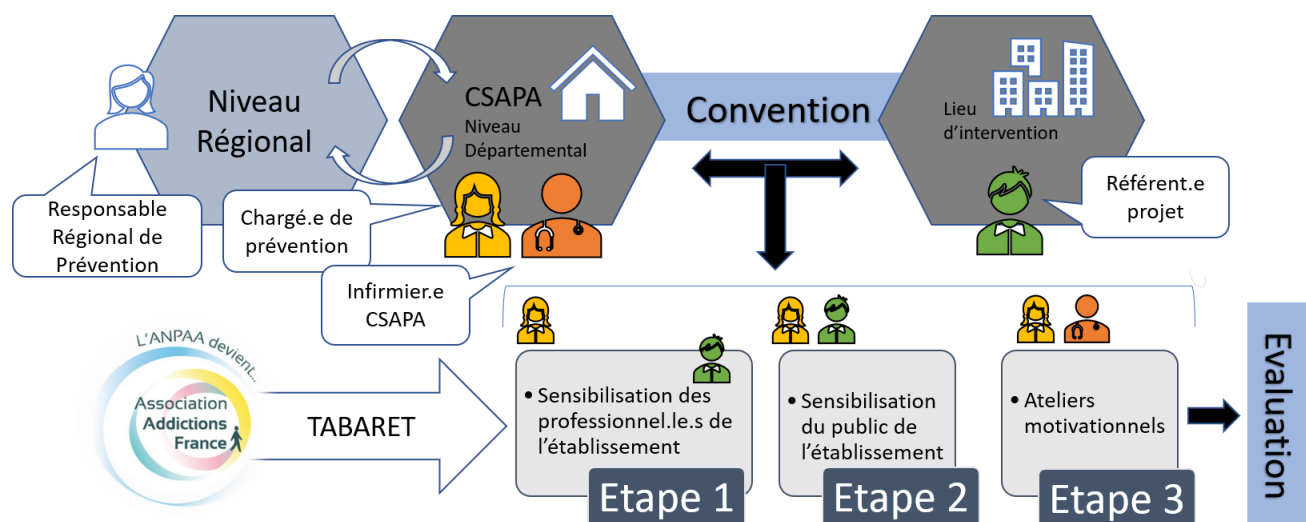 Niveau
Régional
CSAPA
Niveau
Départemental
Convention
Lieu
d'intervention
Responsable
Régional de
Prévention
Chargé.e de
prévention
Infirmier.e
CSAPA
Référent.e
projet
L'ANPAA devient...
Association
Addictions
France
TABARET
• Sensibilisation des
professionnel.le.s de
l'établissement
Etape 1
• Sensibilisation
du public de
l'établissement
Etape 2
• Ateliers
motivationnels
Etape 3
Evaluation